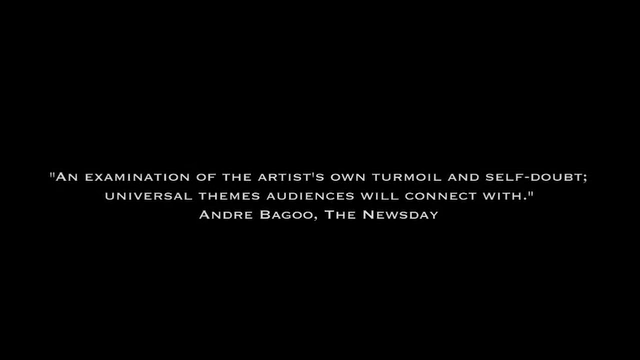 "An examination of the artist's own turmoil and self-doubt;
universal themes audiences will connect with."
Andre Bagoo, The Newsday